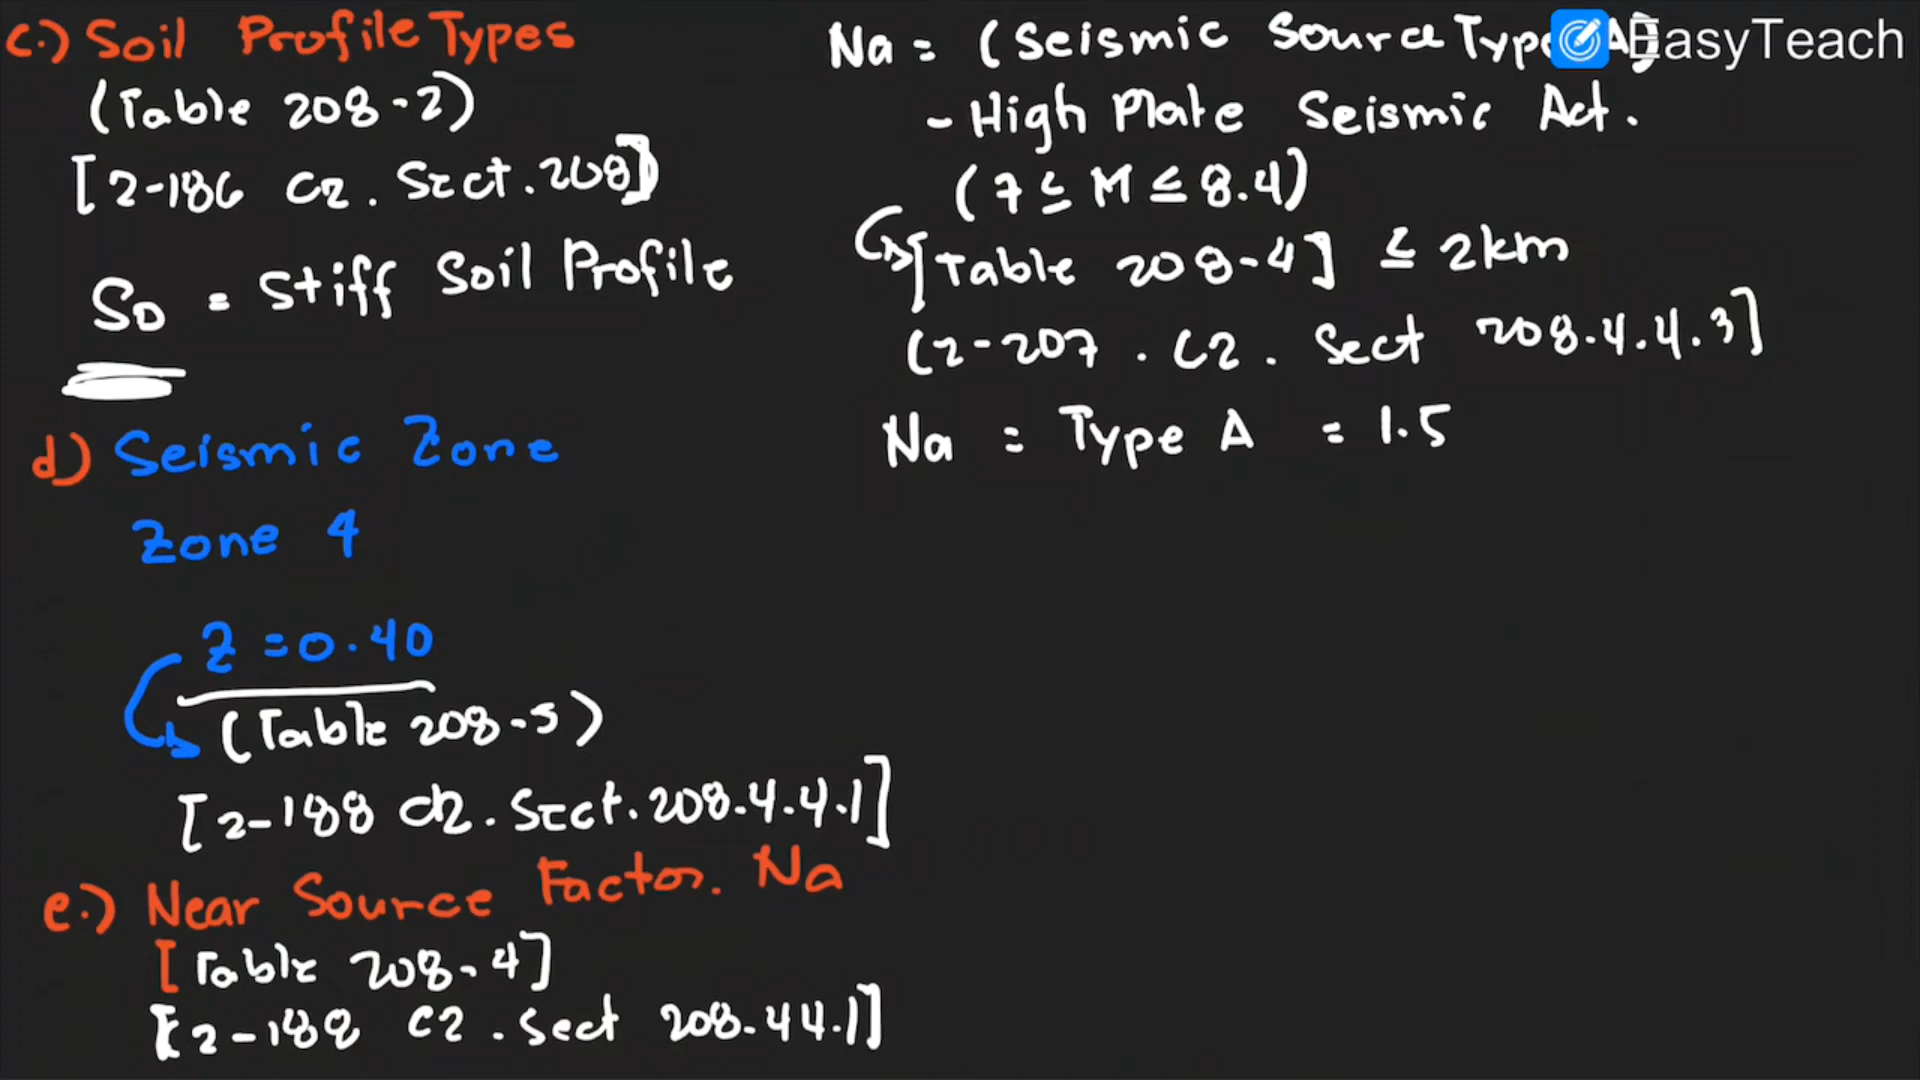 c.) Soil Profile Types
(Table 208-2)
[2-186 C2. Sect. 208]
SD = Stiff Soil Profile
d) Seismic Zone
Zone 4
Z = 0.40
(Table 208-5)
[2-188 C2. Sect. 208.4.4.1]
e.) Near Source Factor. Na
[Table 208-4]
[2-188 C2. Sect 208-44.1]
Na = (Seismic Source Type A)
EasyTeach
- High Plate Seismic Act.
(7 ≤ M ≤ 8.4)
[Table 208-4] ≤ 2km
(2-207. C2. Sect 208.4.4.3]
Na = Type A = 1.5